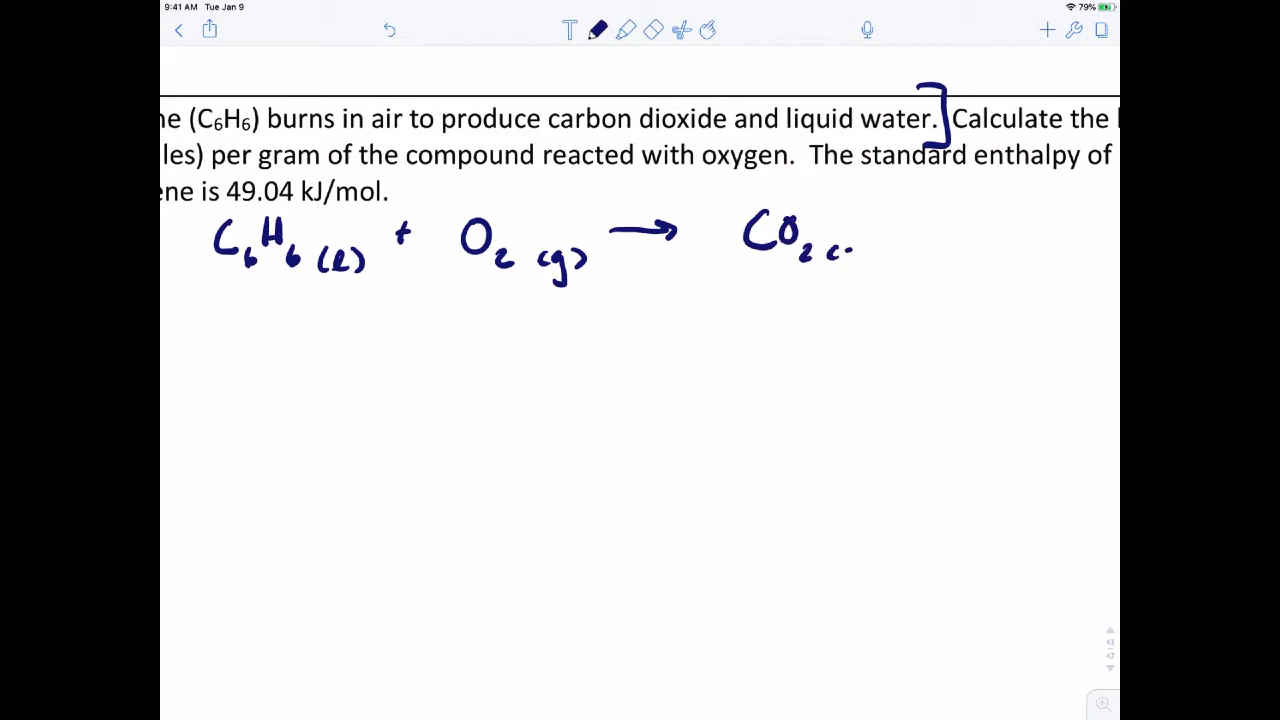 9:41 AM Tue Jan 9 79%
ne (C₆H₆) burns in air to produce carbon dioxide and liquid water.] Calculate the
les) per gram of the compound reacted with oxygen. The standard enthalpy of
ene is 49.04 kJ/mol.
C₆H₆ (l) + O₂ (g) → CO₂ (
43
47